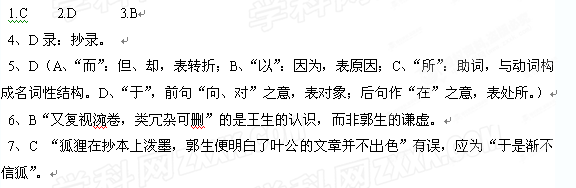 1.C 2.D 3.B
4、D 录：抄录。
5、D（A、“而”：但、却，表转折；B、“以”：因为，表原因；C、“所”：助词，与动词构
成名词性结构。D、“于”，前句“向、对”之意，表对象；后句作“在”之意，表处所。）
6、B“又复视涴卷，类冗杂可删”的是王生的认识，而非郭生的谦虚。
7、C “狐狸在抄本上泼墨，郭生便明白了叶公的文章并不出色”有误，应为“于是渐不
信狐”。